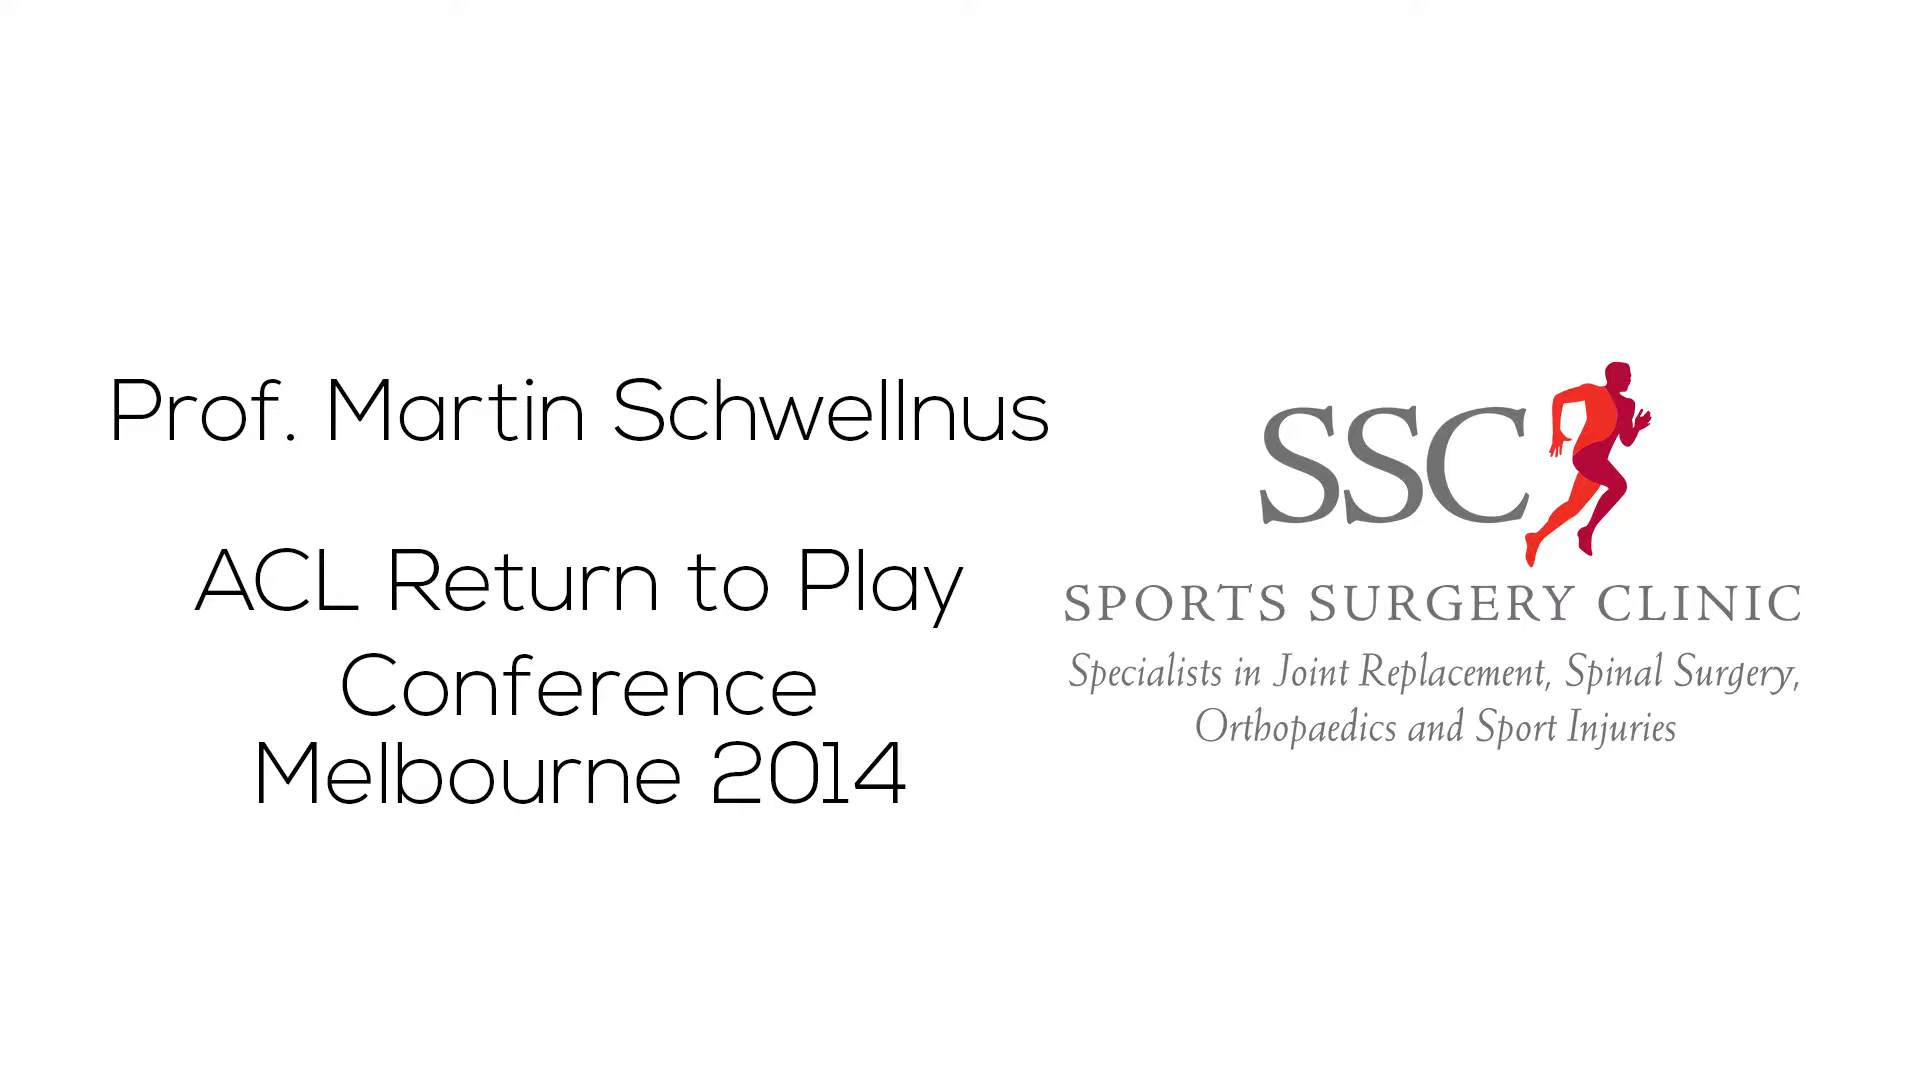 Prof. Martin Schwellnus
ACL Return to Play
Conference
Melbourne 2014
SSC
SPORTS SURGERY CLINIC
Specialists in Joint Replacement, Spinal Surgery,
Orthopaedics and Sport Injuries